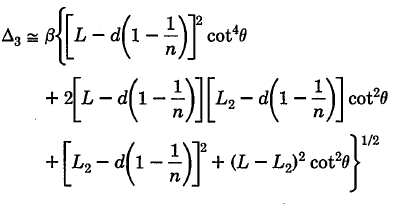 Δ₃ ≅ β{[L − d(1 − 1/n)]² cot⁴θ
+ 2[L − d(1 − 1/n)][L₂ − d(1 − 1/n)] cot²θ
+ [L₂ − d(1 − 1/n)]² + (L − L₂)² cot²θ}^{1/2}